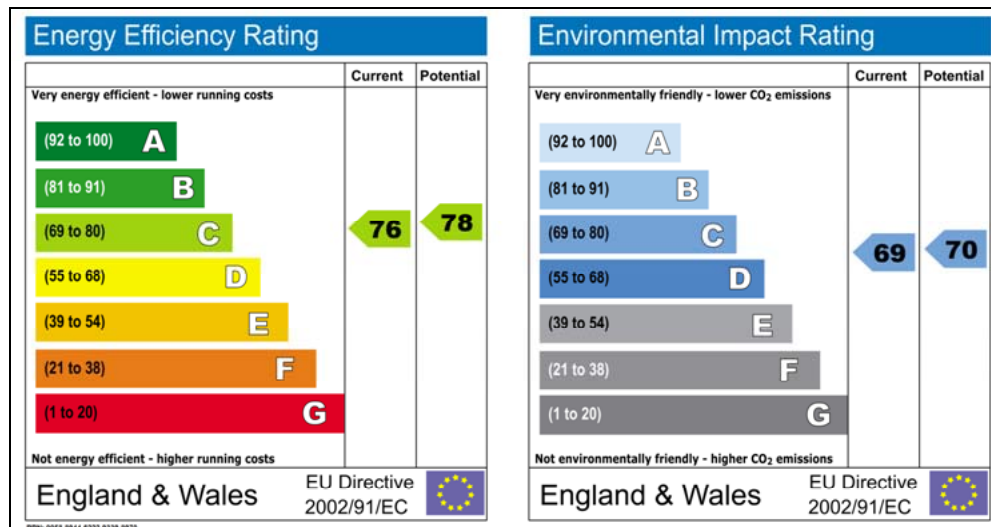 Energy Efficiency Rating
Current Potential
Very energy efficient - lower running costs
(92 to 100) A
(81 to 91) B
(69 to 80) C
76 78
(55 to 68) D
(39 to 54) E
(21 to 38) F
(1 to 20) G
Not energy efficient - higher running costs
England & Wales
EU Directive
2002/91/EC
Environmental Impact Rating
Current Potential
Very environmentally friendly - lower CO₂ emissions
(92 to 100) A
(81 to 91) B
(69 to 80) C
69 70
(55 to 68) D
(39 to 54) E
(21 to 38) F
(1 to 20) G
Not environmentally friendly - higher CO₂ emissions
England & Wales
EU Directive
2002/91/EC